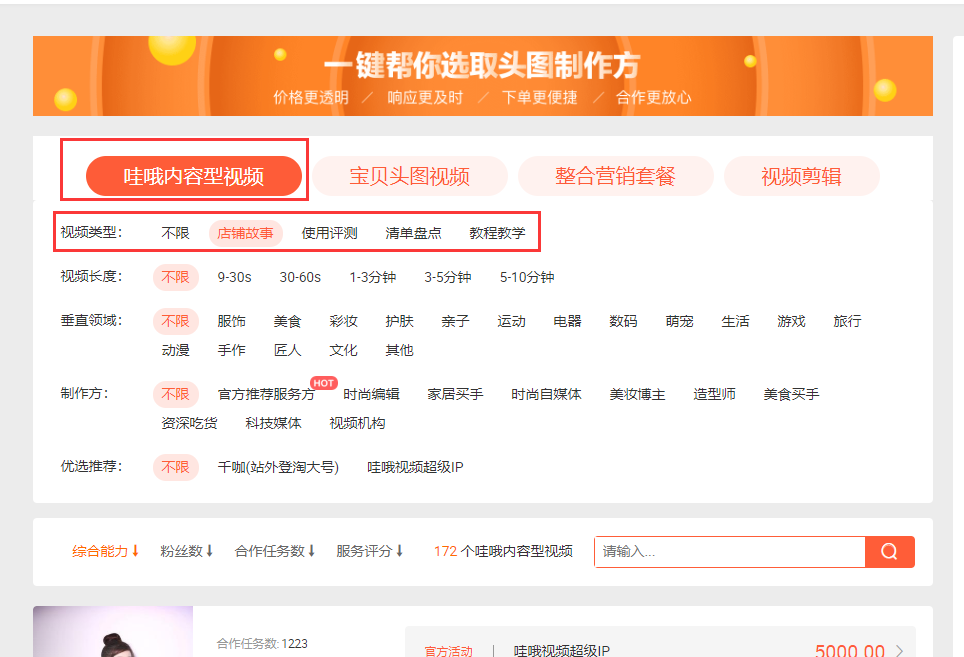 一键帮你选取头图制作方
价格更透明 / 响应更及时 / 下单更便捷 / 合作更放心
哇哦内容型视频 宝贝头图视频 整合营销套餐 视频剪辑
视频类型： 不限 店铺故事 使用评测 清单盘点 教程教学
视频长度： 不限 9-30s 30-60s 1-3分钟 3-5分钟 5-10分钟
垂直领域： 不限 服饰 美食 彩妆 护肤 亲子 运动 电器 数码 萌宠 生活 游戏 旅行
动漫 手作 匠人 文化 其他
制作方： 不限 官方推荐服务方 HOT 时尚编辑 家居买手 时尚自媒体 美妆博主 造型师 美食买手
资深吃货 科技媒体 视频机构
优选推荐： 不限 千咖(站外登淘大号) 哇哦视频超级IP
综合能力 粉丝数 合作任务数 服务评分 172 个哇哦内容型视频 请输入...
合作任务数: 1223
官方活动 | 哇哦视频超级IP 5000.00